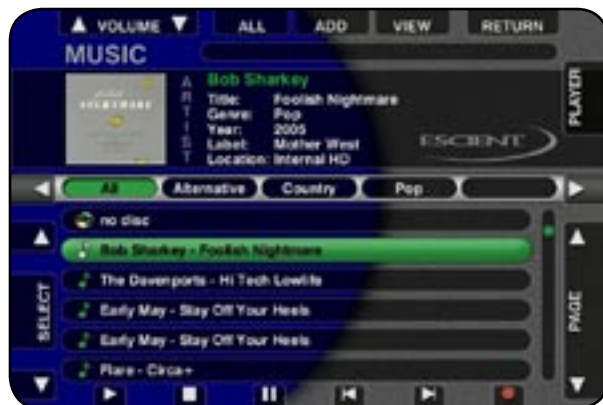 VOLUME ALL ADD VIEW RETURN
MUSIC
ARTIST
Bob Sharkey
Title: Foolish Nightmare
Genre: Pop
Year: 2005
Label: Mother West
Location: Internal HD
ESCIENT
PLAYER
All Alternative Country Pop
no disc
Bob Sharkey - Foolish Nightmare
The Davenports - Hi Tech Lowlife
Early May - Stay Off Your Heels
Early May - Stay Off Your Heels
Flare - Circa+
SELECT
PAGE